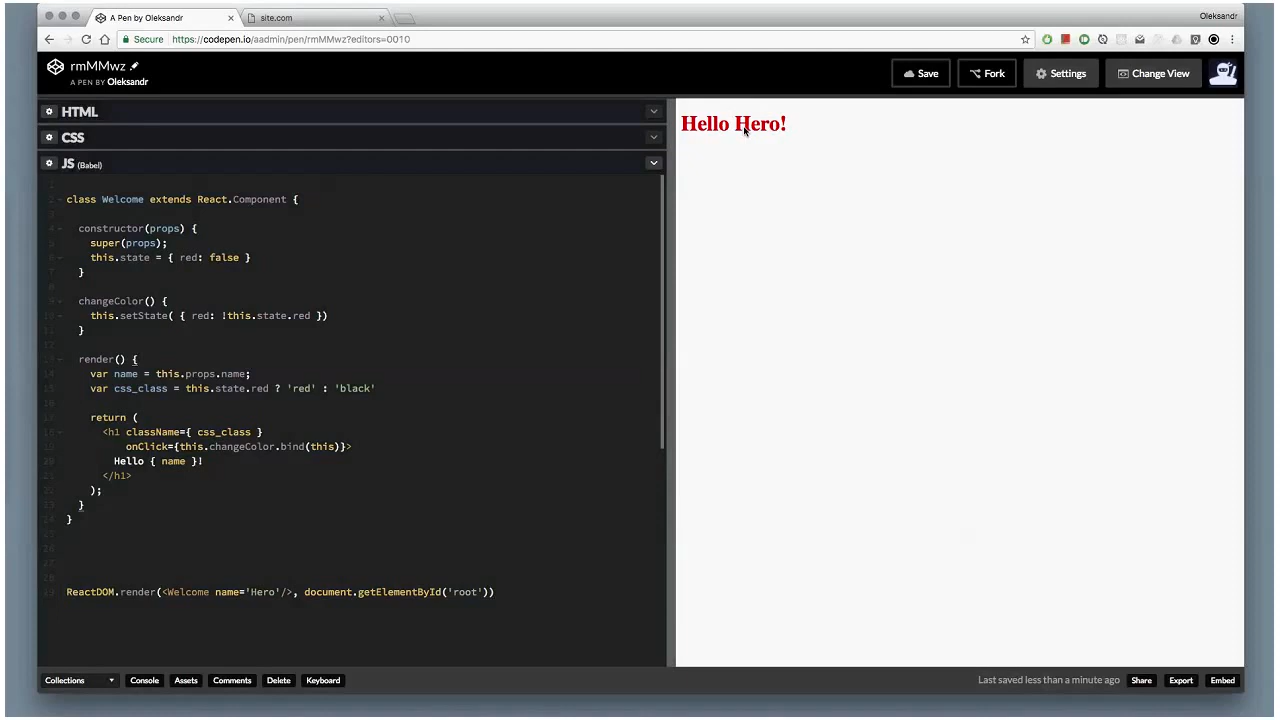 A Pen by Oleksandr
site.com
Oleksandr
Secure https://codepen.io/aadmin/pen/rmMMwz?editors=0010
rmMMwz
A PEN BY Oleksandr
Save
Fork
Settings
Change View
HTML
CSS
JS (Babel)
class Welcome extends React.Component {
constructor(props) {
super(props);
this.state = { red: false }
}
changeColor() {
this.setState( { red: !this.state.red })
}
render() {
var name = this.props.name;
var css_class = this.state.red ? 'red' : 'black'
return (
<h1 className={ css_class }
onClick={this.changeColor.bind(this)}>
Hello { name }!
</h1>
);
}
}
ReactDOM.render(<Welcome name='Hero'/>, document.getElementById('root'))
Hello Hero!
Collections
Console
Assets
Comments
Delete
Keyboard
Last saved less than a minute ago
Share
Export
Embed